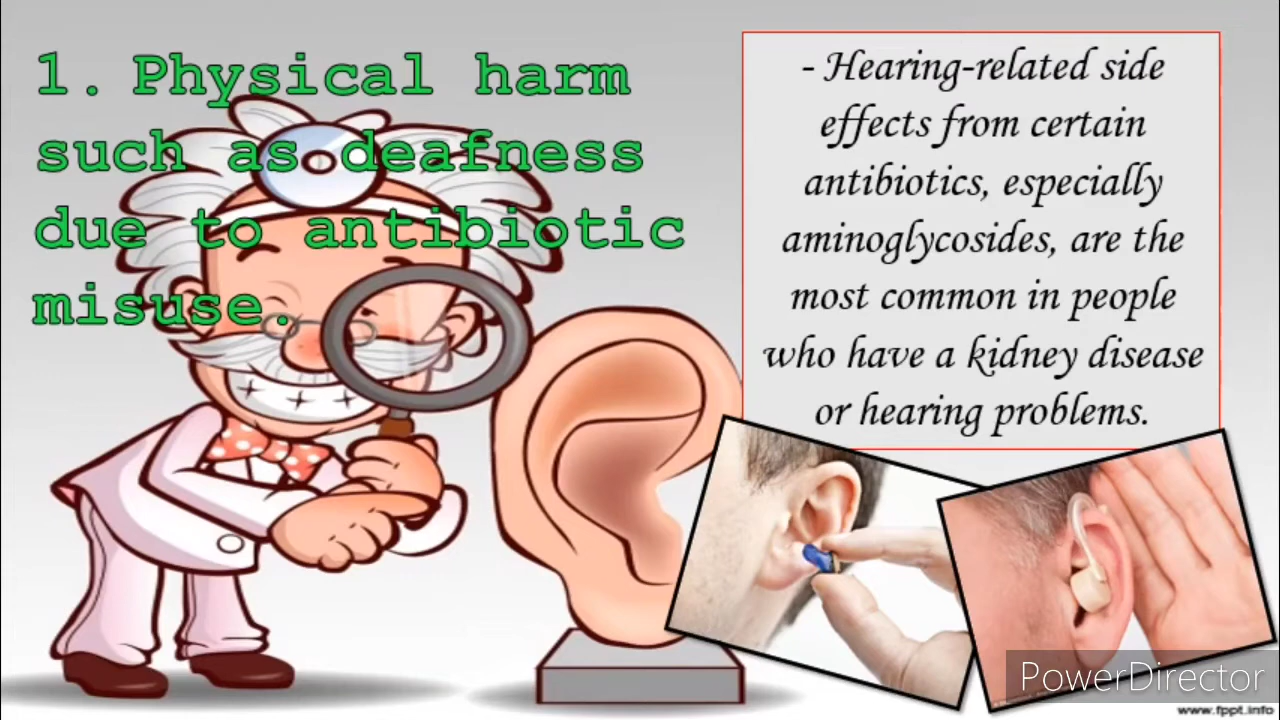 1. Physical harm
such as deafness
due to antibiotic
misuse.
- Hearing-related side
effects from certain
antibiotics, especially
aminoglycosides, are the
most common in people
who have a kidney disease
or hearing problems.
PowerDirector
www.fppt.info